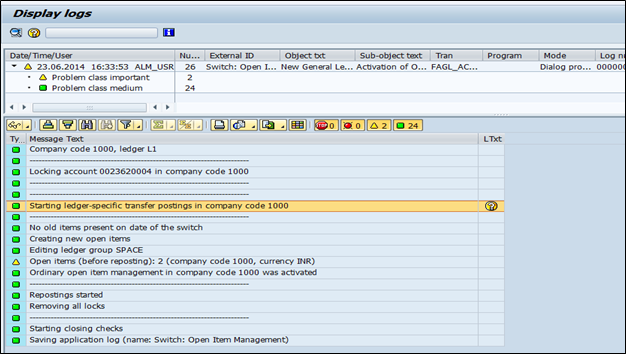 Display logs
Date/Time/User Nu... External ID Object txt Sub-object text Tran Program Mode Log nu
23.06.2014 16:33:53 ALM_USR 26 Switch: Open I... New General Le... Activation of O... FAGL_AC... Dialog pro... 000000
Problem class important 2
Problem class medium 24
0 0 2 24
Ty. Message Text LTxt
Company code 1000, ledger L1
------------------------------------------------------------------------
Locking account 0023620004 in company code 1000
------------------------------------------------------------------------
------------------------------------------------------------------------
Starting ledger-specific transfer postings in company code 1000
------------------------------------------------------------------------
No old items present on date of the switch
Creating new open items
Editing ledger group SPACE
Open items (before reposting): 2 (company code 1000, currency INR)
Ordinary open item management in company code 1000 was activated
------------------------------------------------------------------------
Repostings started
Removing all locks
------------------------------------------------------------------------
Starting closing checks
Saving application log (name: Switch: Open Item Management)